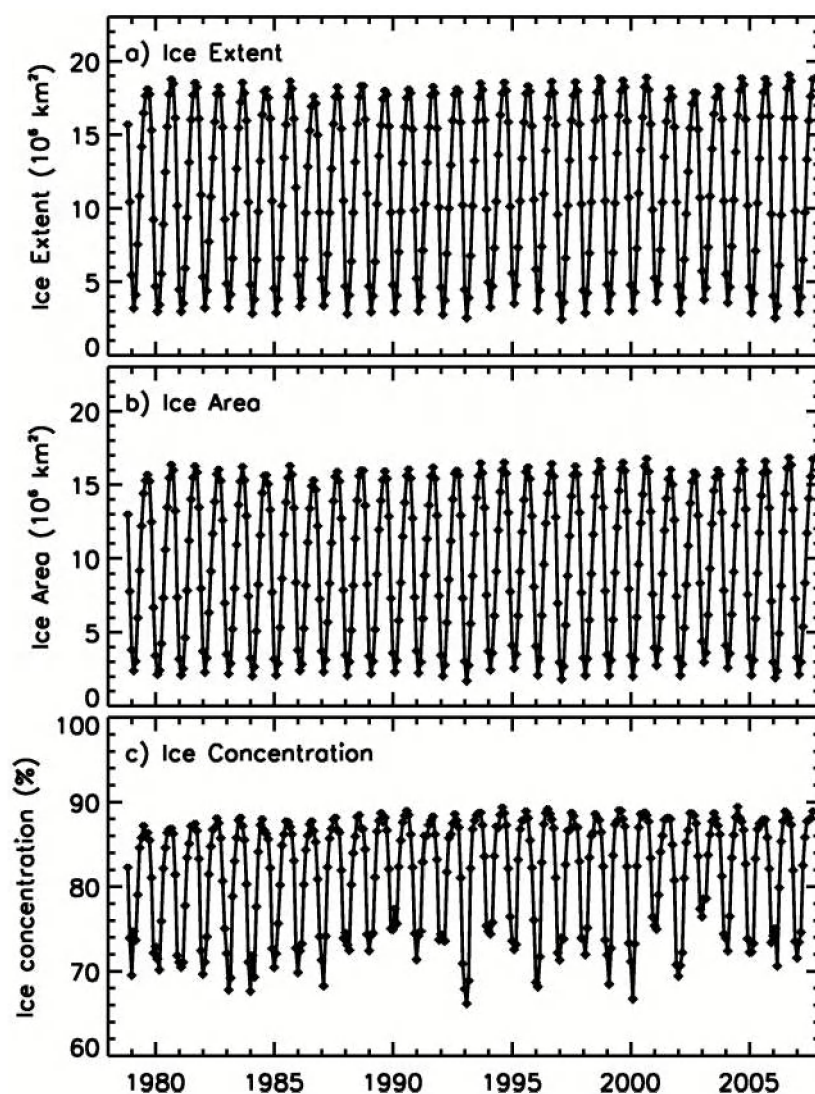 a) Ice Extent
20
15
10
5
0
Ice Extent (10⁶ km²)
b) Ice Area
20
15
10
5
0
Ice Area (10⁶ km²)
c) Ice Concentration
100
90
80
70
60
Ice concentration (%)
1980 1985 1990 1995 2000 2005